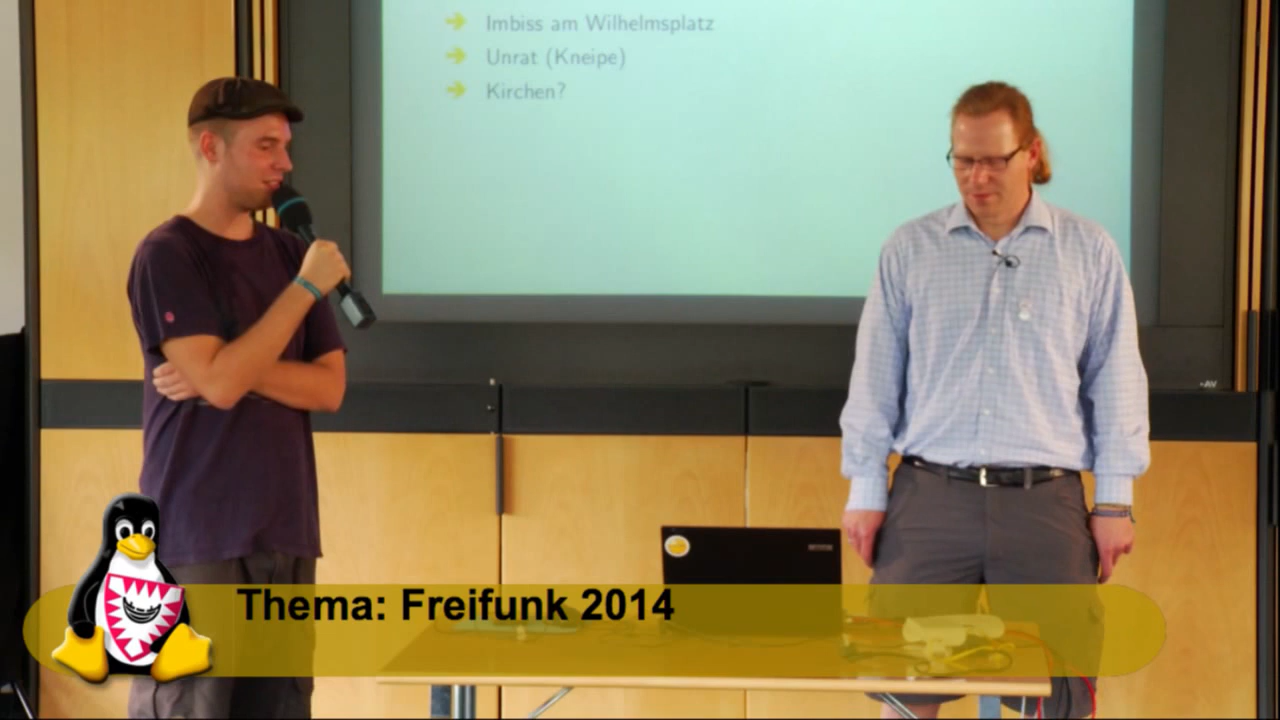 Imbiss am Wilhelmsplatz
Unrat (Kneipe)
Kirchen?
Thema: Freifunk 2014